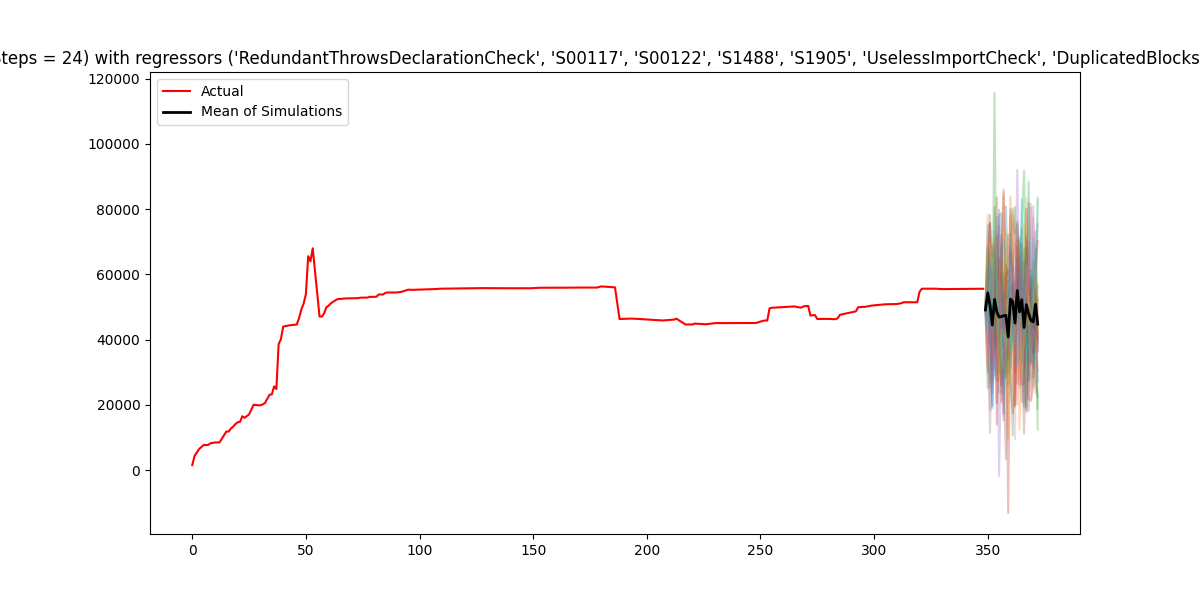 teps = 24) with regressors ('RedundantThrowsDeclarationCheck', 'S00117', 'S00122', 'S1488', 'S1905', 'UselessImportCheck', 'DuplicatedBlocks
120000
100000
80000
60000
40000
20000
0
Actual
Mean of Simulations
0 50 100 150 200 250 300 350